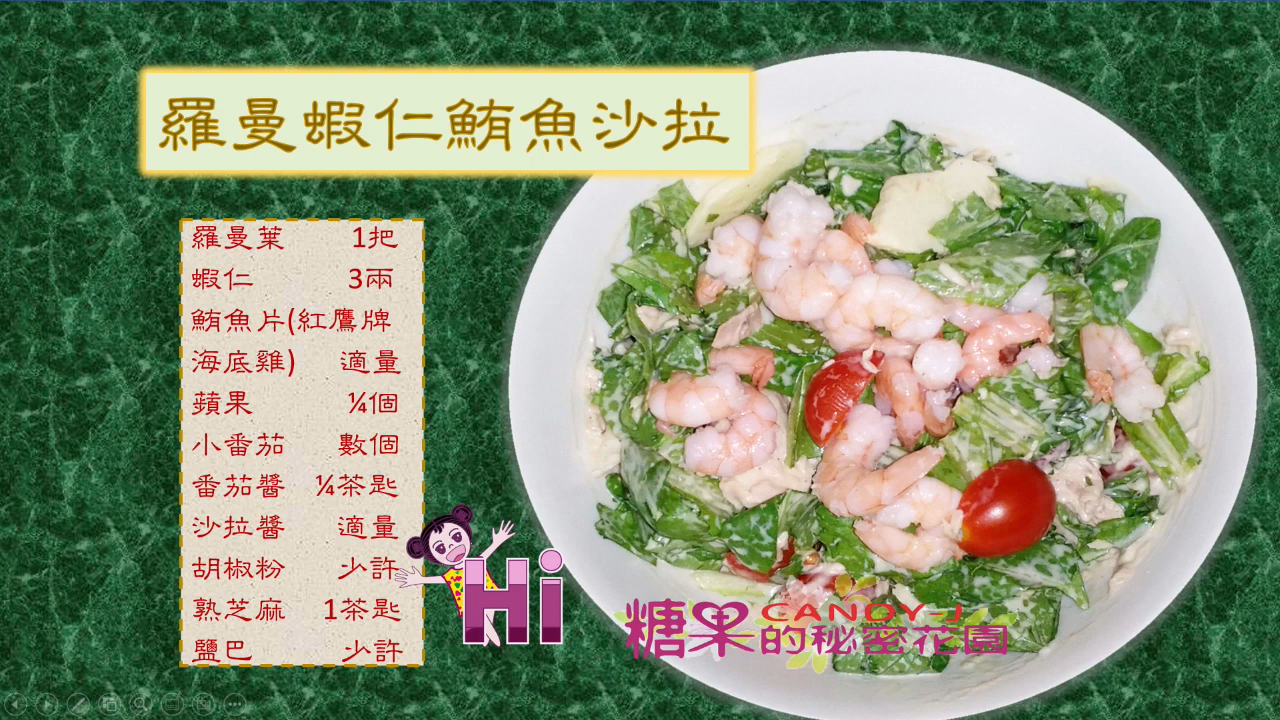 羅曼蝦仁鮪魚沙拉
羅曼葉 1把
蝦仁 3兩
鮪魚片(紅鷹牌
海底雞) 適量
蘋果 ¼個
小番茄 數個
番茄醬 ¼茶匙
沙拉醬 適量
胡椒粉 少許
熟芝麻 1茶匙
鹽巴 少許
Hi
CANDY-J
糖果的秘密花園